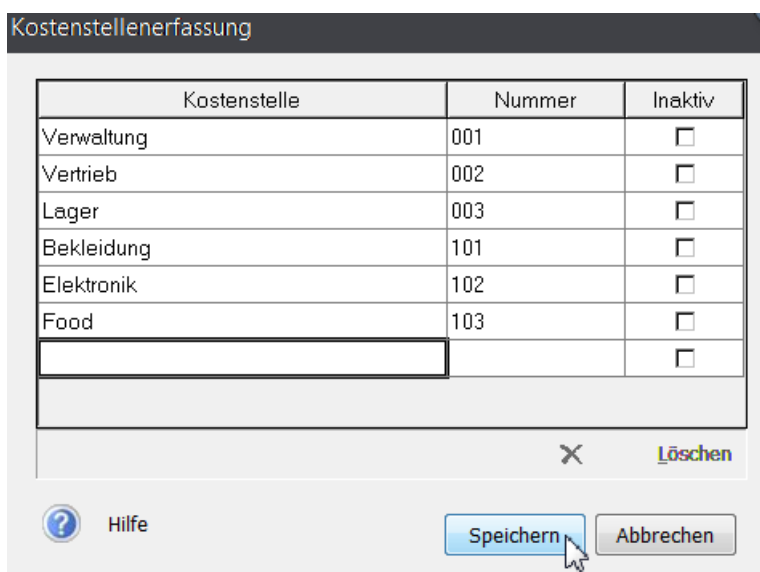 Kostenstellenerfassung
Kostenstelle Nummer Inaktiv
Verwaltung 001
Vertrieb 002
Lager 003
Bekleidung 101
Elektronik 102
Food 103
Löschen
Hilfe Speichern Abbrechen